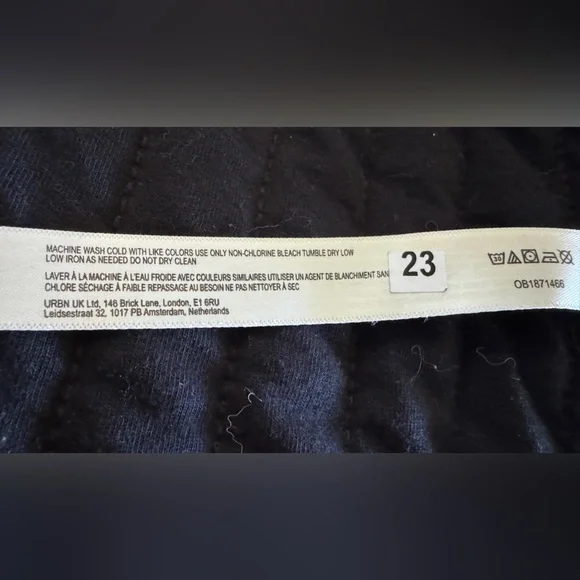 MACHINE WASH COLD WITH LIKE COLORS USE ONLY NON-CHLORINE BLEACH TUMBLE DRY LOW
LOW IRON AS NEEDED DO NOT DRY CLEAN
LAVER À LA MACHINE À L'EAU FROIDE AVEC COULEURS SIMILAIRES UTILISER UN AGENT DE BLANCHIMENT SAN
CHLORE SÉCHAGE À FAIBLE REPASSAGE AU BESOIN NE PAS NETTOYER À SEC
URBN UK Ltd, 146 Brick Lane, London, E1 6RU
Leidsestraat 32, 1017 PB Amsterdam, Netherlands
23
OB1871466